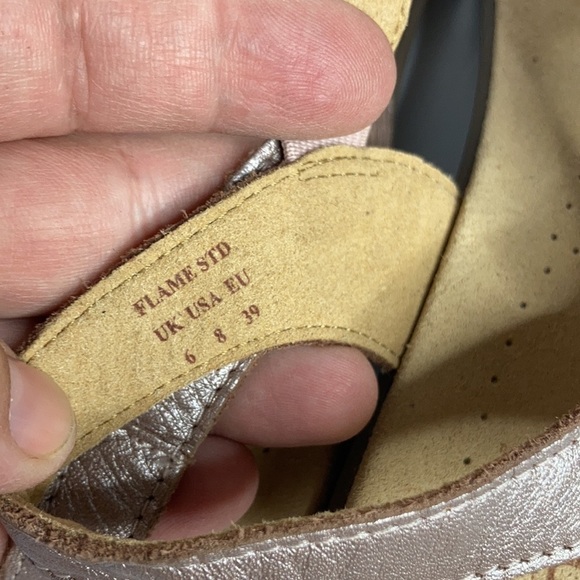 FLAME STD
UK USA EU
6 8 39